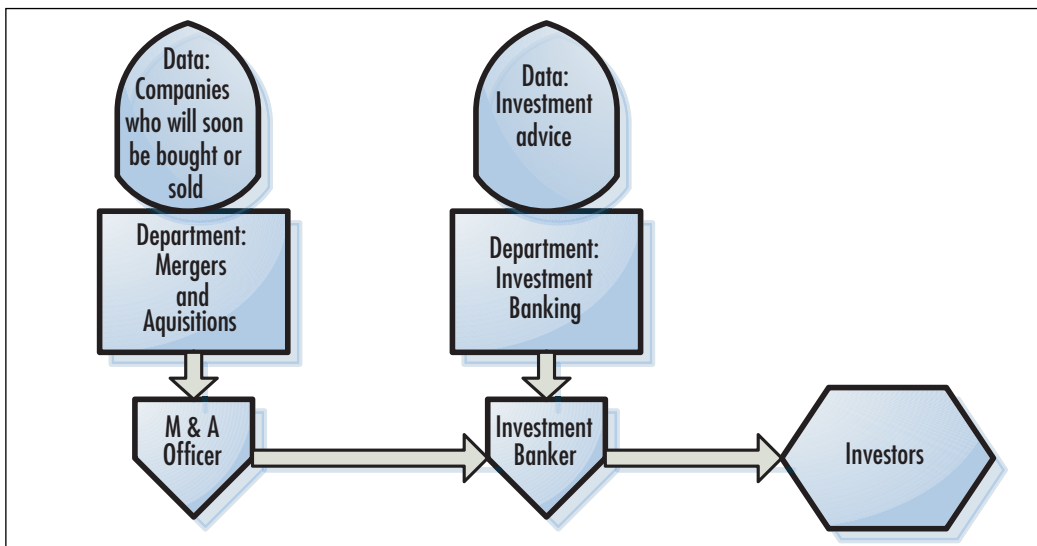 Data:
Companies
who will soon
be bought or
sold
Data:
Investment
advice
Department:
Mergers
and
Aquisitions
Department:
Investment
Banking
M & A
Officer
Investment
Banker
Investors